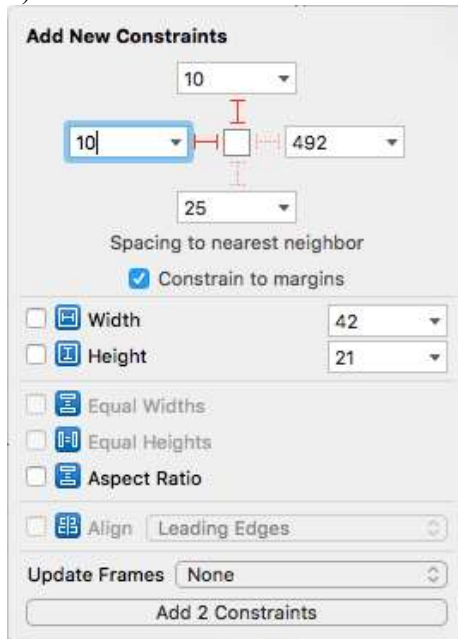 )
Add New Constraints
10
10 492
25
Spacing to nearest neighbor
Constrain to margins
Width 42
Height 21
Equal Widths
Equal Heights
Aspect Ratio
Align Leading Edges
Update Frames None
Add 2 Constraints